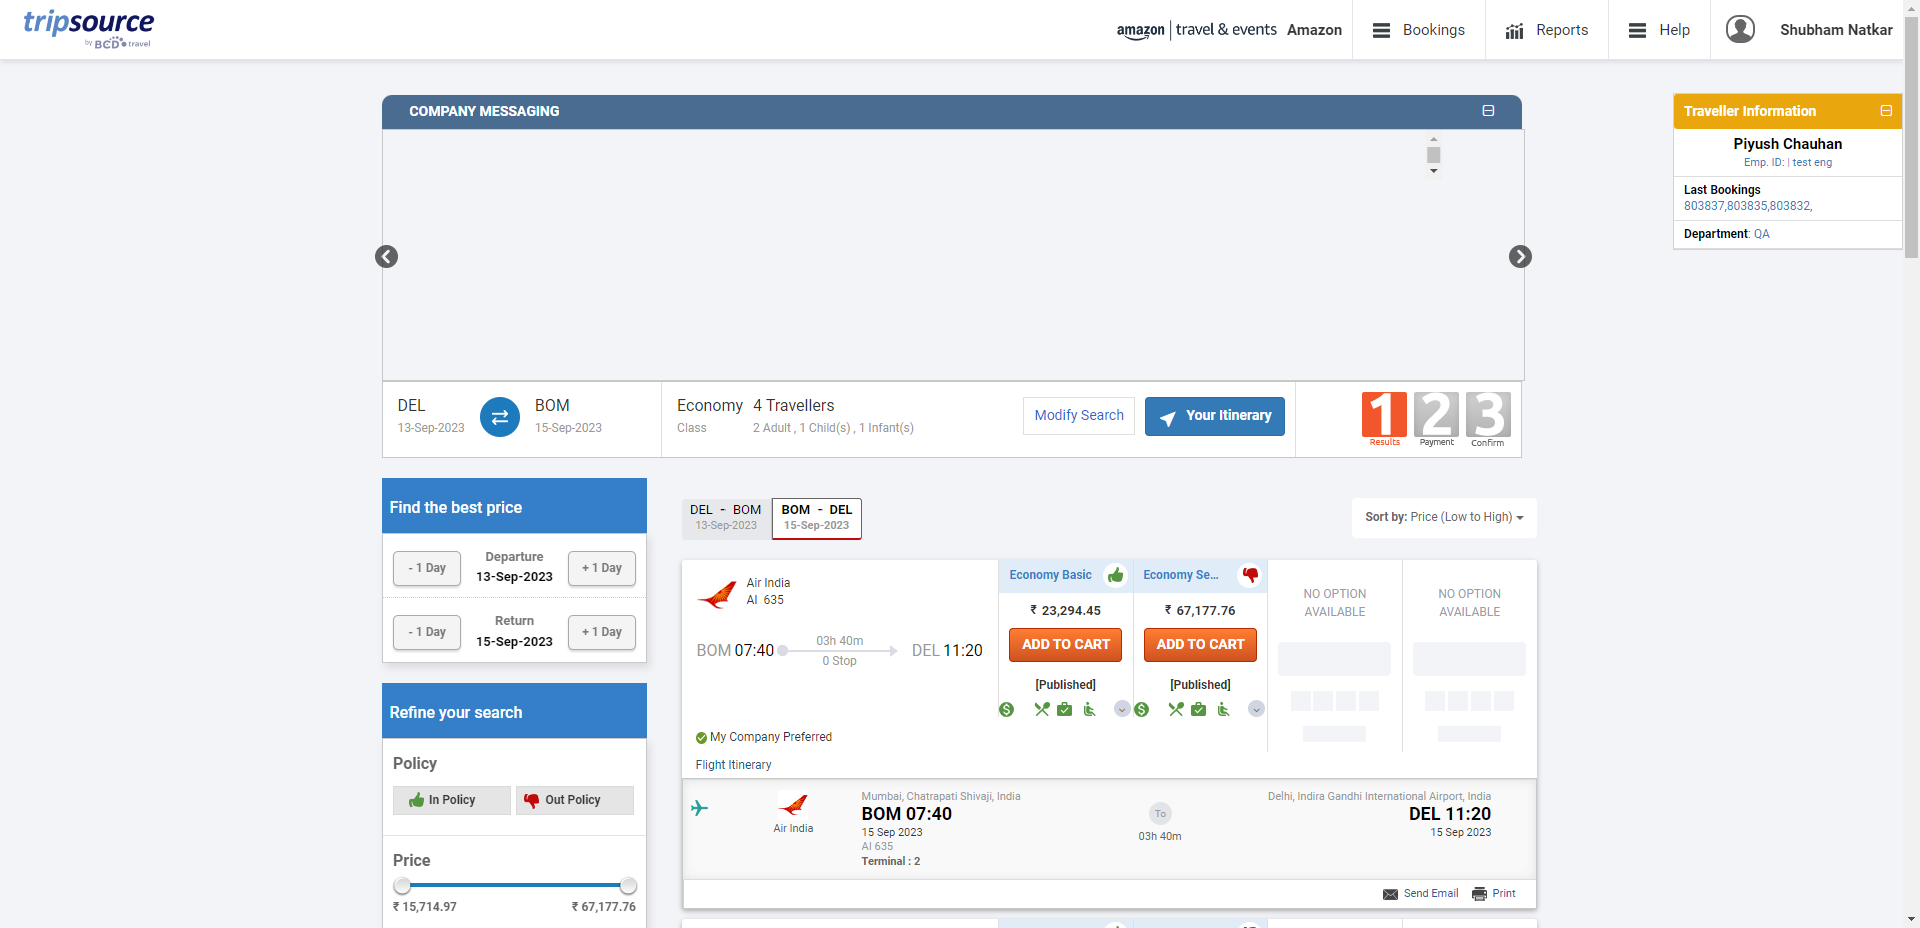 tripsource
by BCD travel
amazon | travel & events Amazon
Bookings
Reports
Help
Shubham Natkar
COMPANY MESSAGING
Traveller Information
Piyush Chauhan
Emp. ID: | test eng
Last Bookings
803837,803835,803832,
Department: QA
DEL
13-Sep-2023
BOM
15-Sep-2023
Economy
Class
4 Travellers
2 Adult , 1 Child(s) , 1 Infant(s)
Modify Search
Your Itinerary
1 2 3
Results Payment Confirm
Find the best price
- 1 Day
Departure
13-Sep-2023
+ 1 Day
- 1 Day
Return
15-Sep-2023
+ 1 Day
Refine your search
Policy
In Policy
Out Policy
Price
₹ 15,714.97
₹ 67,177.76
DEL - BOM
13-Sep-2023
BOM - DEL
15-Sep-2023
Sort by: Price (Low to High)
Air India
AI 635
BOM 07:40
03h 40m
0 Stop
DEL 11:20
Economy Basic
₹ 23,294.45
ADD TO CART
[Published]
Economy Se...
₹ 67,177.76
ADD TO CART
[Published]
NO OPTION
AVAILABLE
NO OPTION
AVAILABLE
My Company Preferred
Flight Itinerary
Air India
Mumbai, Chatrapati Shivaji, India
BOM 07:40
15 Sep 2023
AI 635
Terminal : 2
To
03h 40m
Delhi, Indira Gandhi International Airport, India
DEL 11:20
15 Sep 2023
Send Email
Print